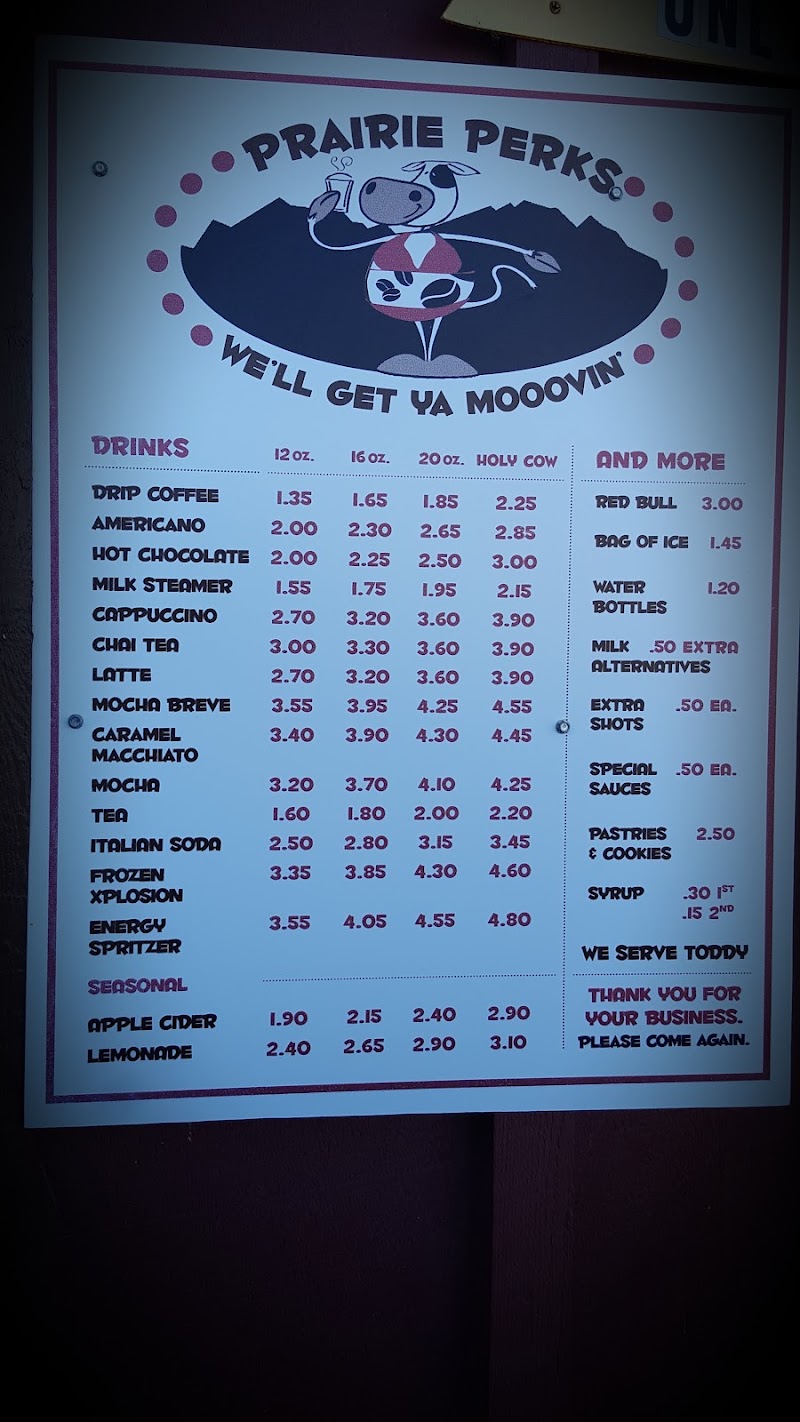 ONL
PRAIRIE PERKS
WE'LL GET YA MOOOVIN'
DRINKS 12 OZ. 16 OZ. 20 OZ. HOLY COW
DRIP COFFEE 1.35 1.65 1.85 2.25
AMERICANO 2.00 2.30 2.65 2.85
HOT CHOCOLATE 2.00 2.25 2.50 3.00
MILK STEAMER 1.55 1.75 1.95 2.15
CAPPUCCINO 2.70 3.20 3.60 3.90
CHAI TEA 3.00 3.30 3.60 3.90
LATTE 2.70 3.20 3.60 3.90
MOCHA BREVE 3.55 3.95 4.25 4.55
CARAMEL 3.40 3.90 4.30 4.45
MACCHIATO
MOCHA 3.20 3.70 4.10 4.25
TEA 1.60 1.80 2.00 2.20
ITALIAN SODA 2.50 2.80 3.15 3.45
FROZEN 3.35 3.85 4.30 4.60
XPLOSION
ENERGY 3.55 4.05 4.55 4.80
SPRITZER
SEASONAL
APPLE CIDER 1.90 2.15 2.40 2.90
LEMONADE 2.40 2.65 2.90 3.10
AND MORE
RED BULL 3.00
BAG OF ICE 1.45
WATER 1.20
BOTTLES
MILK .50 EXTRA
ALTERNATIVES
EXTRA .50 EA.
SHOTS
SPECIAL .50 EA.
SAUCES
PASTRIES 2.50
& COOKIES
SYRUP .30 1ST
.15 2ND
WE SERVE TODDY
THANK YOU FOR
YOUR BUSINESS.
PLEASE COME AGAIN.